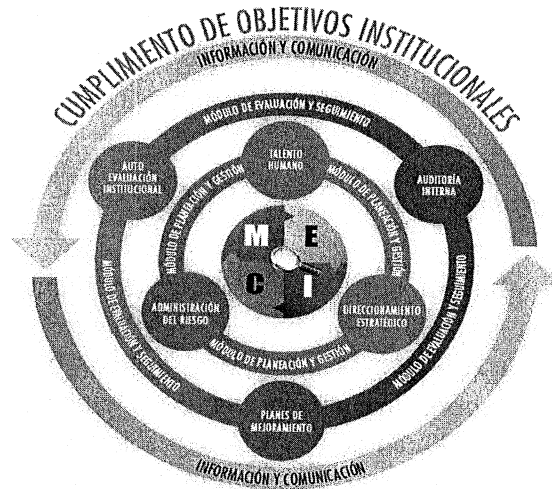 CUMPLIMIENTO DE OBJETIVOS INSTITUCIONALES
INFORMACIÓN Y COMUNICACIÓN
MÓDULO DE EVALUACIÓN Y SEGUIMIENTO
AUTO
EVALUACIÓN
INSTITUCIONAL
TALENTO
HUMANO
AUDITORÍA
INTERNA
MÓDULO DE PLANEACIÓN Y GESTIÓN
MÓDULO DE PLANEACIÓN Y GESTIÓN
M E
C I
ADMINISTRACIÓN
DEL RIESGO
DIRECCIONAMIENTO
ESTRATÉGICO
MÓDULO DE PLANEACIÓN Y GESTIÓN
MÓDULO DE EVALUACIÓN Y SEGUIMIENTO
MÓDULO DE EVALUACIÓN Y SEGUIMIENTO
PLANES DE
MEJORAMIENTO
INFORMACIÓN Y COMUNICACIÓN